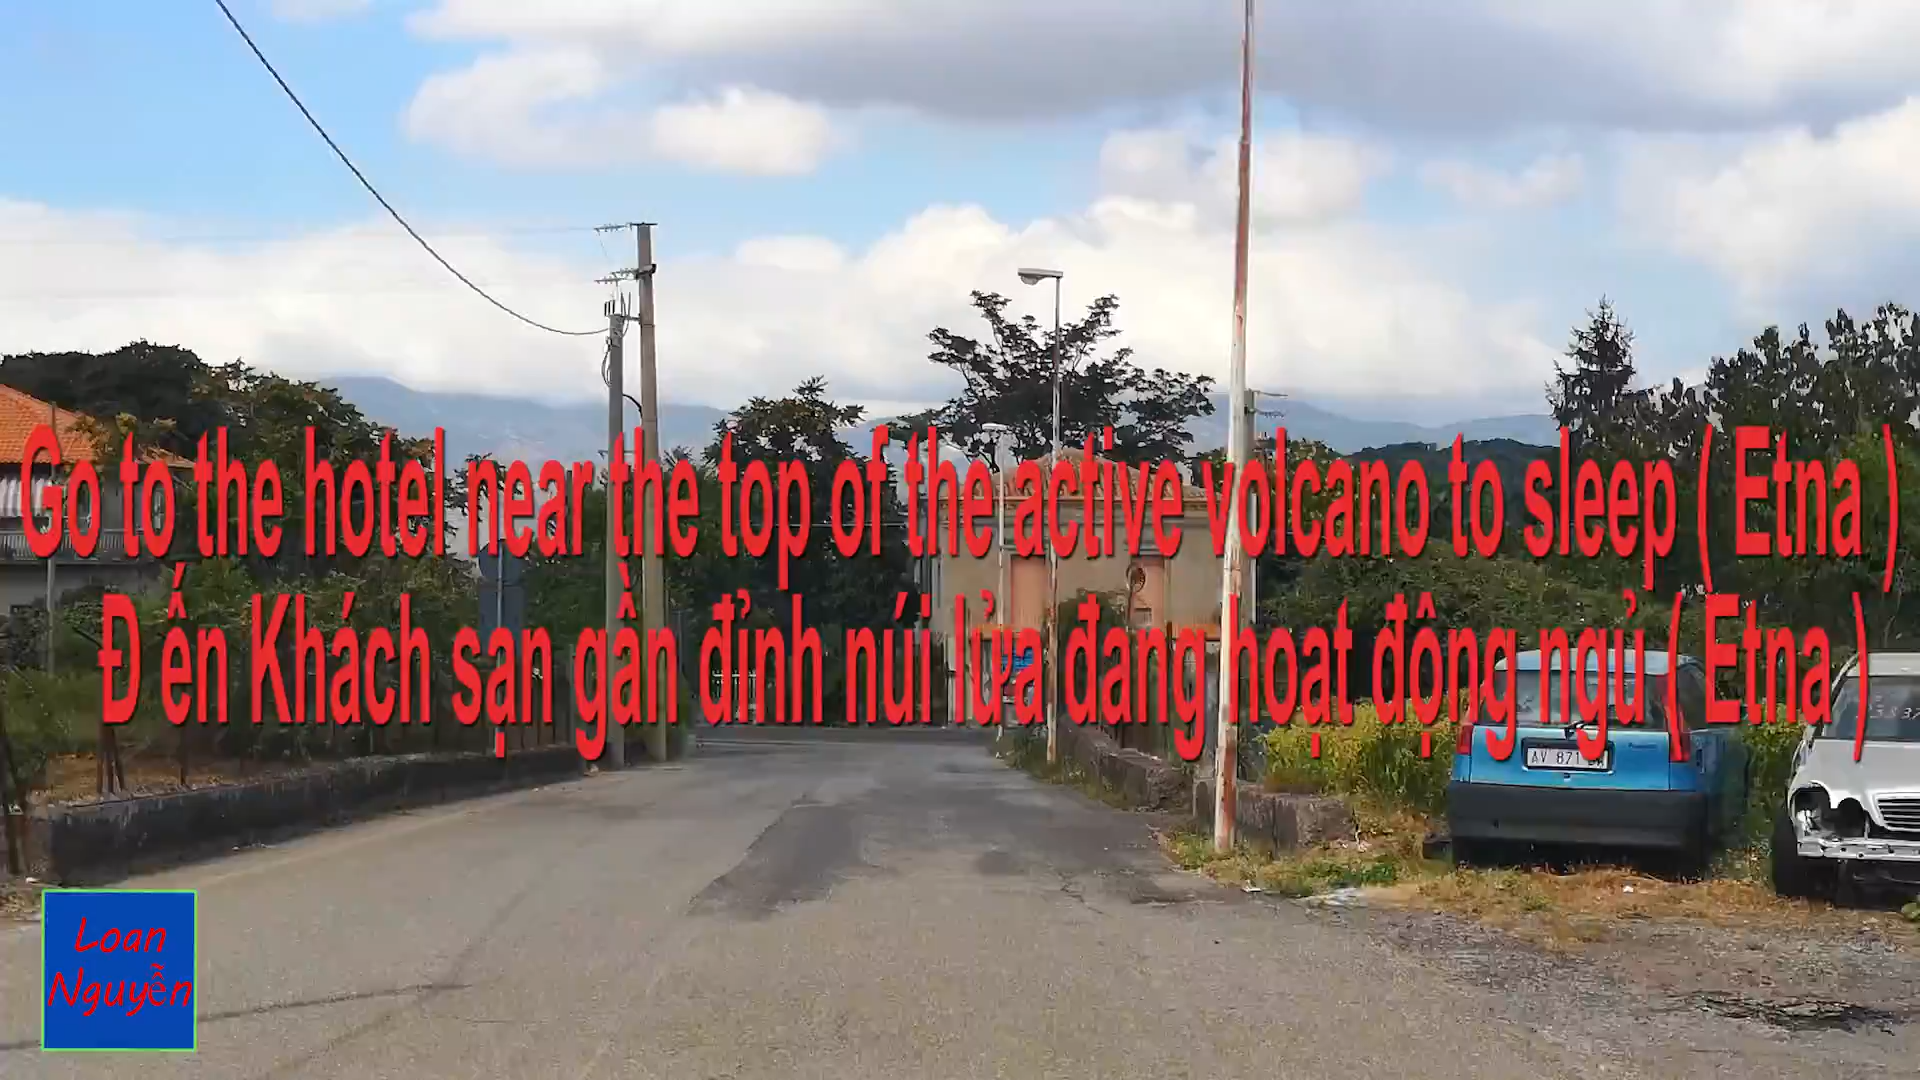 Go to the hotel near the top of the active volcano to sleep ( Etna )
Đ ến Khách sạn gần đỉnh núi lửa đang hoạt động ngủ ( Etna )
AV 871
Loan
Nguyễn